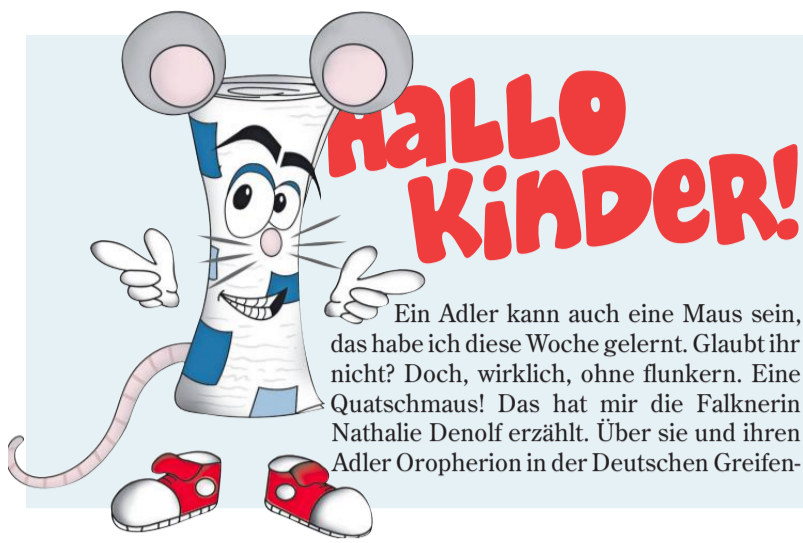 Hallo
Kinder!
Ein Adler kann auch eine Maus sein,
das habe ich diese Woche gelernt. Glaubt ihr
nicht? Doch, wirklich, ohne flunkern. Eine
Quatschmaus! Das hat mir die Falknerin
Nathalie Denolf erzählt. Über sie und ihren
Adler Oropherion in der Deutschen Greifen-